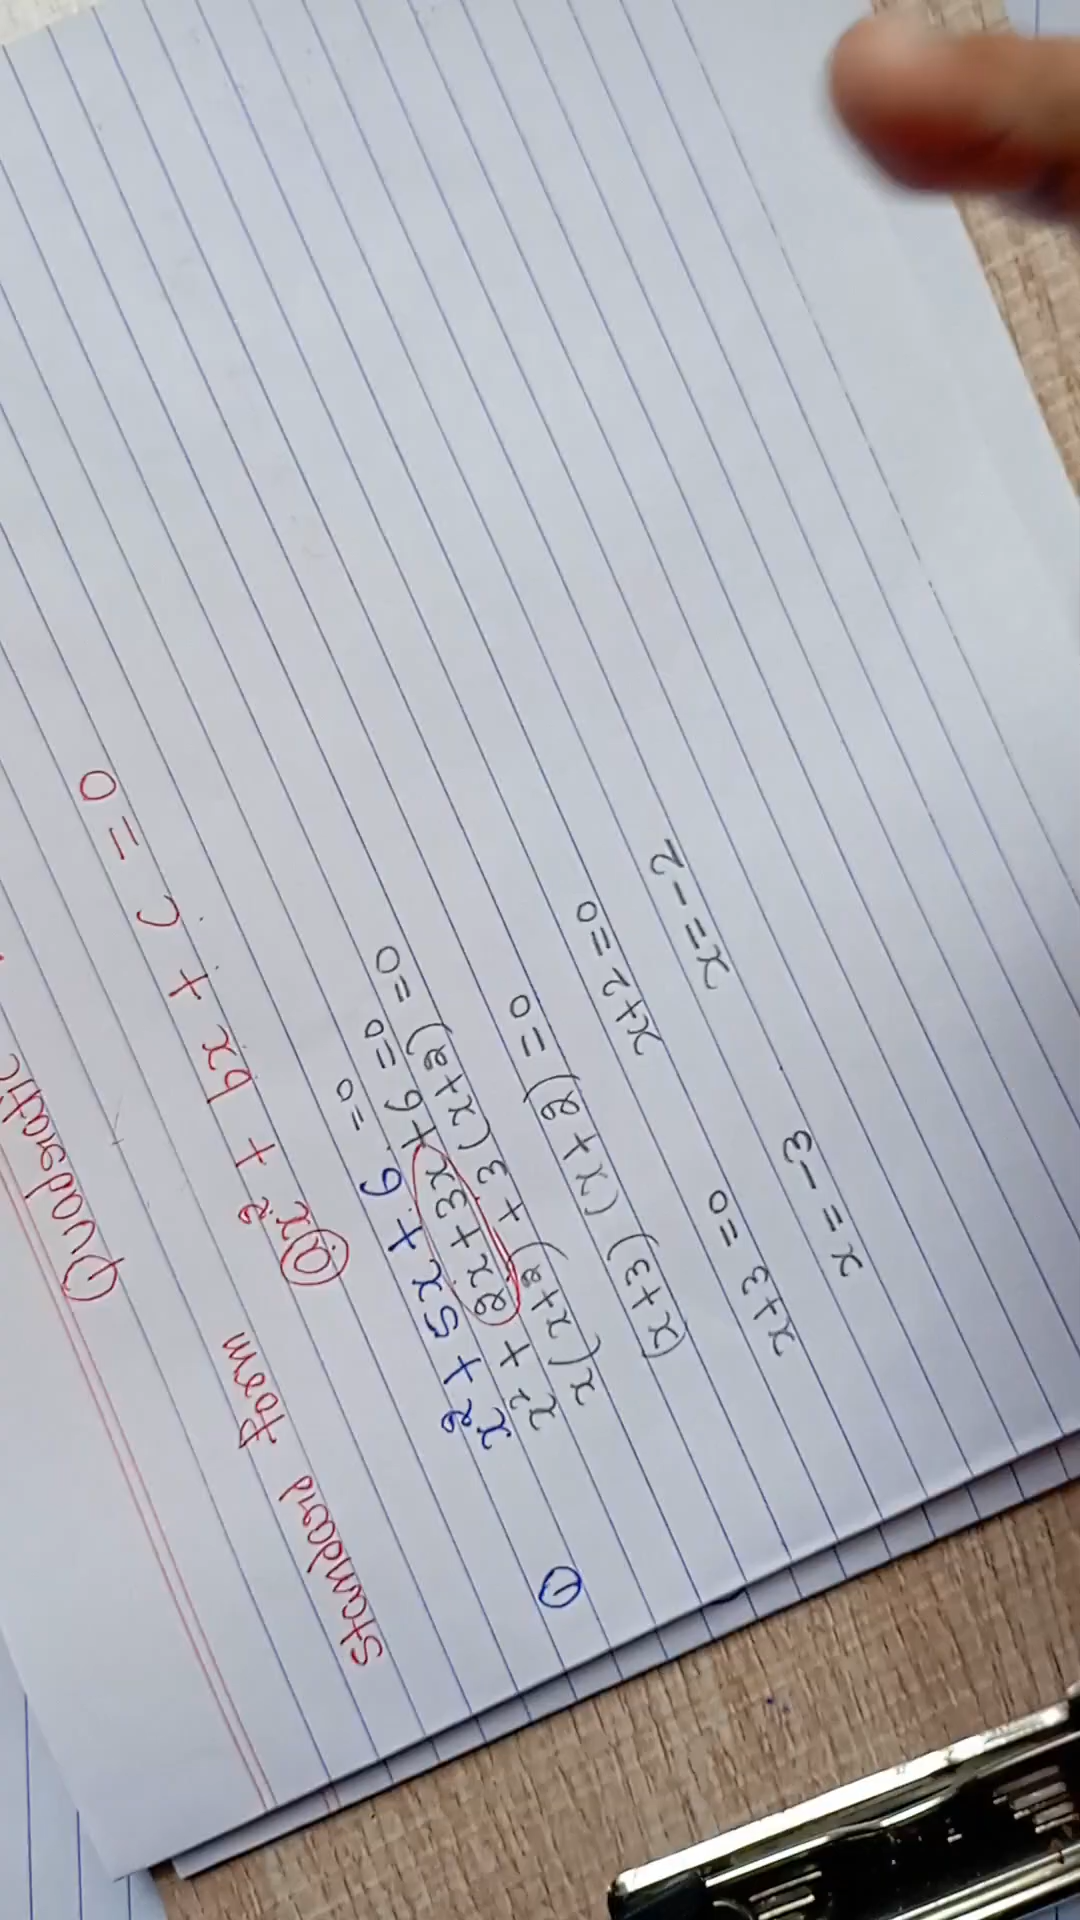 Quadratic
Standard Form ax² + bx + c = 0
① x² + 5x + 6 = 0
x² + 2x + 3x + 6 = 0
x(x+2) + 3(x+2) = 0
(x+3) (x+2) = 0
x+3 = 0 x+2 = 0
x = -3 x = -2